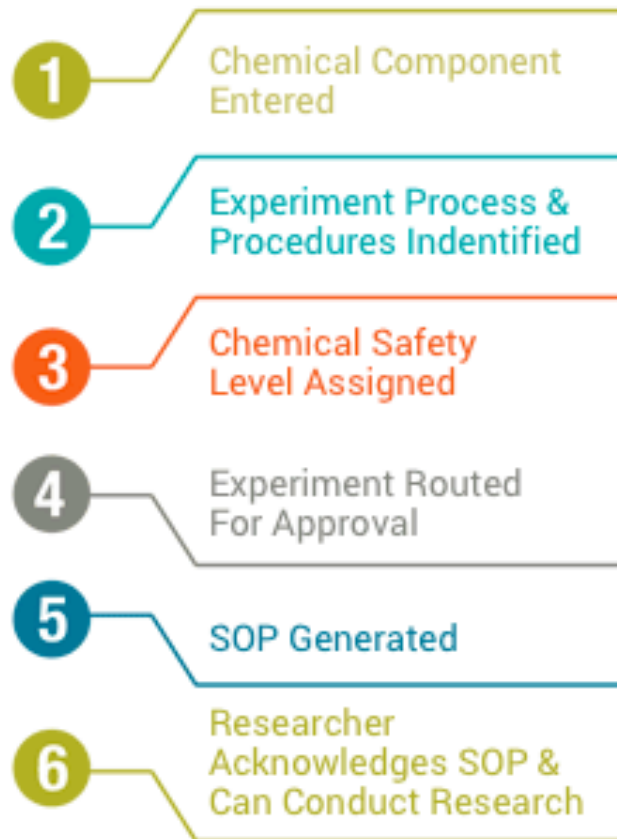 1
Chemical Component
Entered
2
Experiment Process &
Procedures Indentified
3
Chemical Safety
Level Assigned
4
Experiment Routed
For Approval
5
SOP Generated
6
Researcher
Acknowledges SOP &
Can Conduct Research